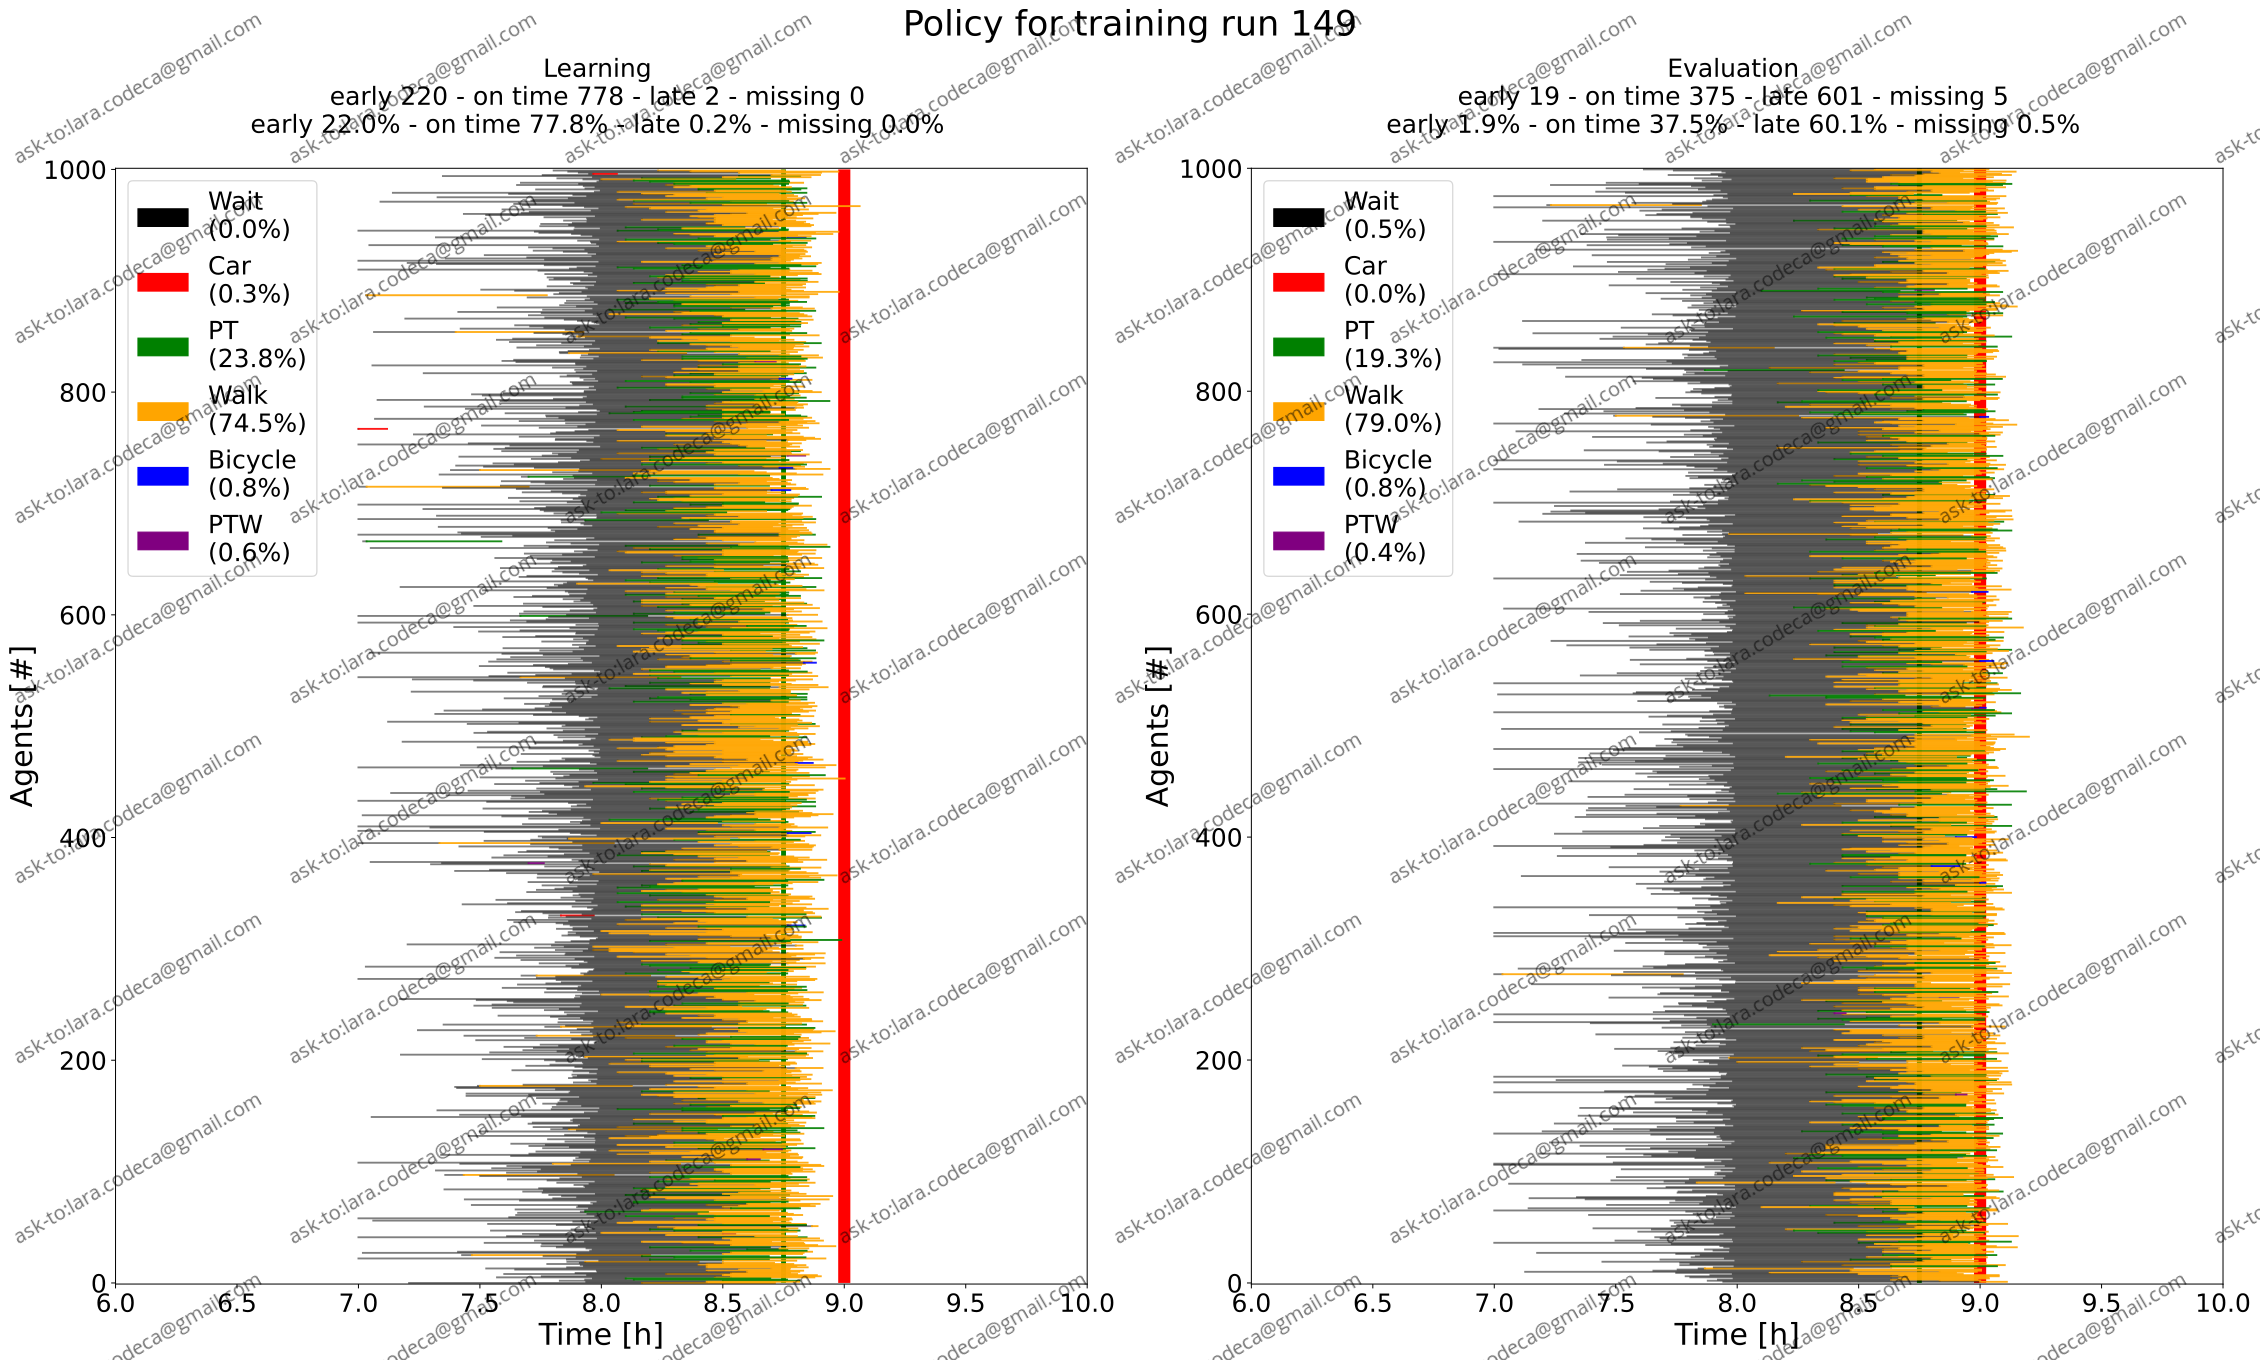 Policy for training run 149
Learning
early 220 - on time 778 - late 2 - missing 0
early 22.0% - on time 77.8% - late 0.2% - missing 0.0%
Evaluation
early 19 - on time 375 - late 601 - missing 5
early 1.9% - on time 37.5% - late 60.1% - missing 0.5%
Wait
(0.0%)
Car
(0.3%)
PT
(23.8%)
Walk
(74.5%)
Bicycle
(0.8%)
PTW
(0.6%)
Agents [#]
1000
800
600
400
200
0
6.0 6.5 7.0 7.5 8.0 8.5 9.0 9.5 10.0
Time [h]
Wait
(0.5%)
Car
(0.0%)
PT
(19.3%)
Walk
(79.0%)
Bicycle
(0.8%)
PTW
(0.4%)
Agents [#]
1000
800
600
400
200
0
6.0 6.5 7.0 7.5 8.0 8.5 9.0 9.5 10.0
Time [h]
ask-to:lara.codeca@gmail.com